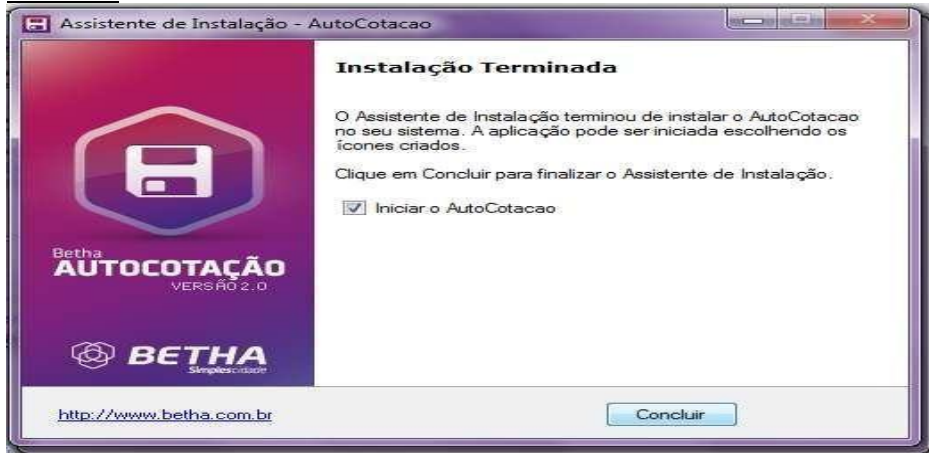 Assistente de Instalação - AutoCotacao
Instalação Terminada
O Assistente de Instalação terminou de instalar o AutoCotacao
no seu sistema. A aplicação pode ser iniciada escolhendo os
ícones criados.
Clique em Concluir para finalizar o Assistente de Instalação.
Iniciar o AutoCotacao
Betha
AUTOCOTAÇÃO
VERSÃO 2.0
BETHA
Simplescidade
http://www.betha.com.br
Concluir